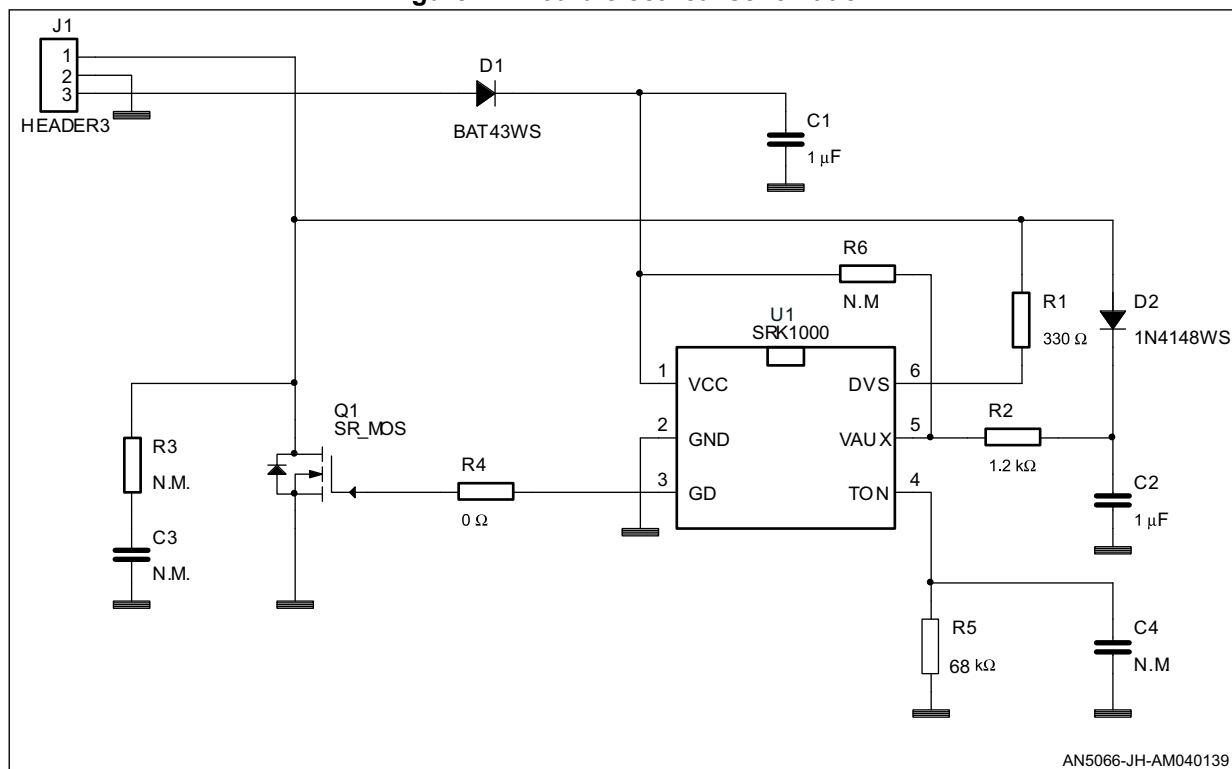 J1
1
2
3
HEADER3
D1
BAT43WS
C1
1 µF
R6
N.M
U1
SRK1000
R1
330 Ω
D2
1N4148WS
1
VCC
DVS
6
2
GND
VAUX
5
3
GD
TON
4
R2
1.2 kΩ
Q1
SR_MOS
R4
0 Ω
R3
N.M.
C3
N.M.
C2
1 µF
R5
68 kΩ
C4
N.M
AN5066-JH-AM040139